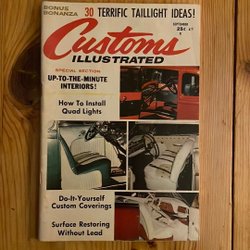 BONUS
BONANZA
30 TERRIFIC TAILLIGHT IDEAS!
Customs
ILLUSTRATED
SEPTEMBER
25c
SPECIAL SECTION
UP-TO-THE-MINUTE
INTERIORS!
How To Install
Quad Lights
Do-It-Yourself
Custom Coverings
Surface Restoring
Without Lead